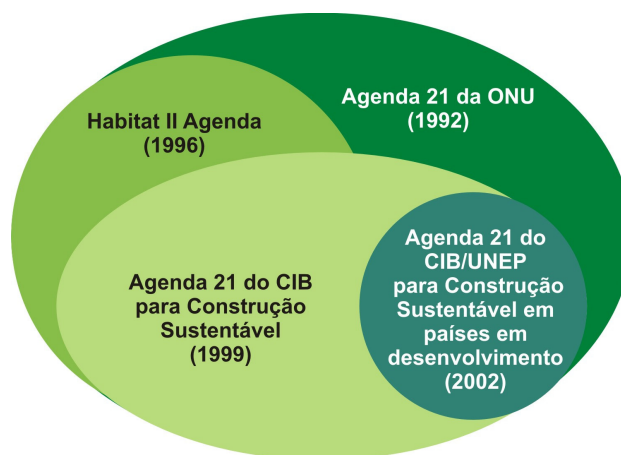 Agenda 21 da ONU
(1992)
Habitat II Agenda
(1996)
Agenda 21 do CIB
para Construção
Sustentável
(1999)
Agenda 21 do
CIB/UNEP
para Construção
Sustentável em
países em
desenvolvimento
(2002)